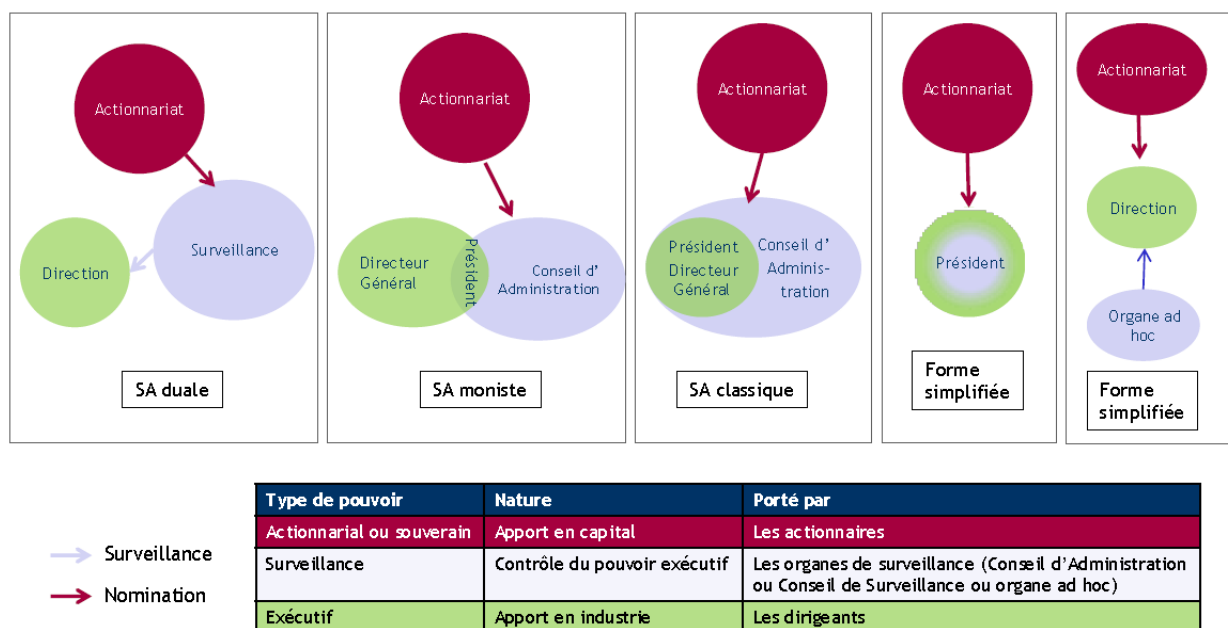 Actionnariat
Surveillance
Direction
SA duale
Actionnariat
Directeur
Général
Président
Conseil d'
Administration
SA moniste
Actionnariat
Président
Directeur
Général
Conseil d'
Adminis-
tration
SA classique
Actionnariat
Président
Forme
simplifiée
Actionnariat
Direction
Organe ad
hoc
Forme
simplifiée
Surveillance
Nomination
Type de pouvoir Nature Porté par
Actionnarial ou souverain Apport en capital Les actionnaires
Surveillance Contrôle du pouvoir exécutif Les organes de surveillance (Conseil d'Administration
ou Conseil de Surveillance ou organe ad hoc)
Exécutif Apport en industrie Les dirigeants